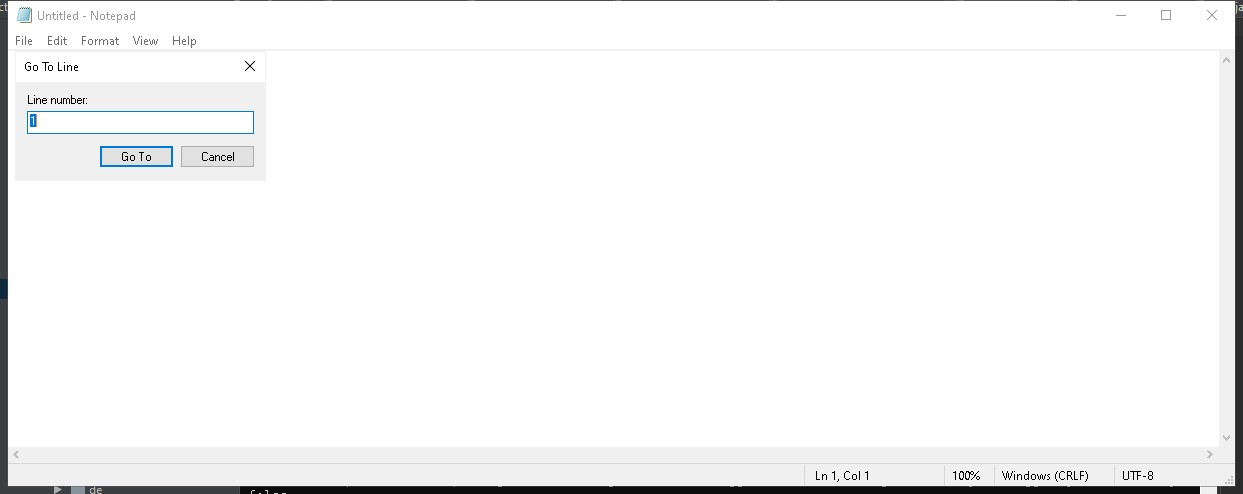 Untitled - Notepad
File Edit Format View Help
Go To Line
Line number:
1
Go To Cancel
Ln 1, Col 1 100% Windows (CRLF) UTF-8
de